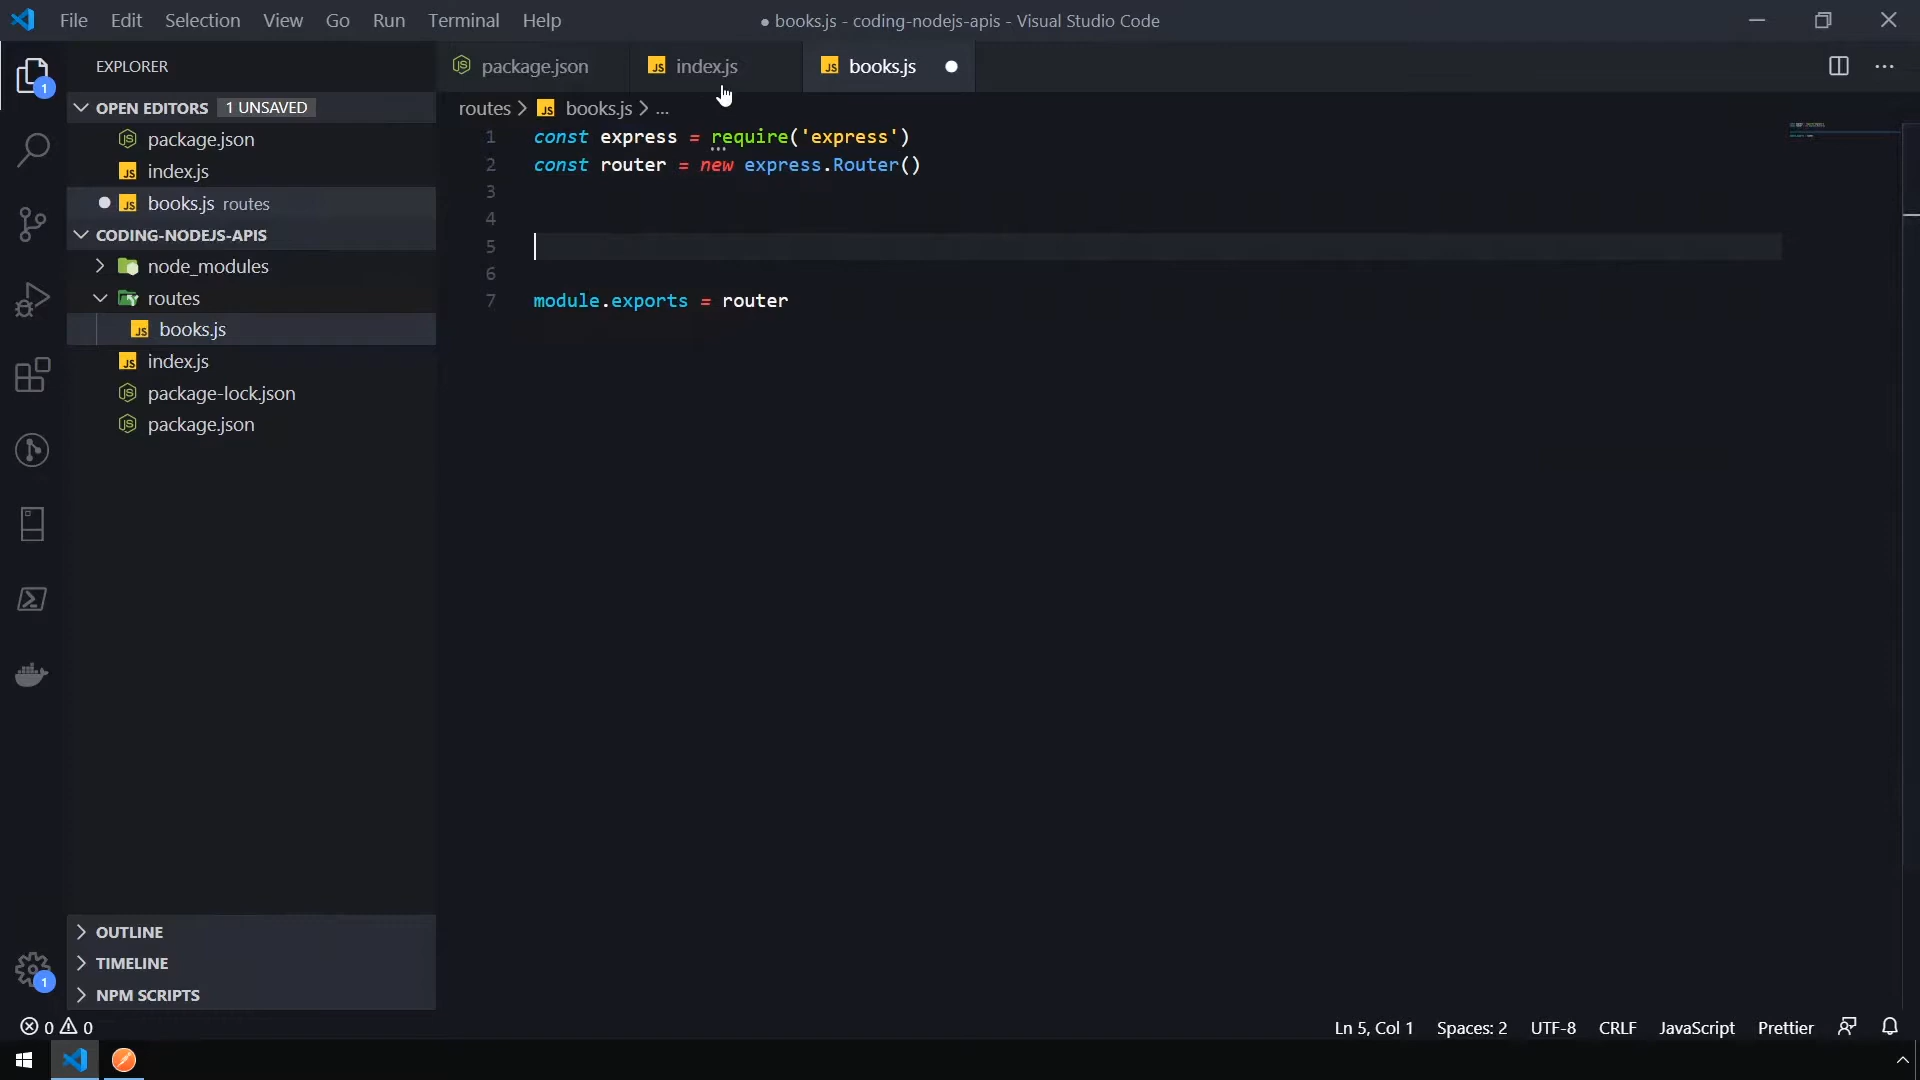 File Edit Selection View Go Run Terminal Help
● books.js - coding-nodejs-apis - Visual Studio Code
EXPLORER
OPEN EDITORS 1 UNSAVED
package.json
index.js
books.js routes
CODING-NODEJS-APIS
node_modules
routes
books.js
index.js
package-lock.json
package.json
OUTLINE
TIMELINE
NPM SCRIPTS
package.json index.js books.js
routes > books.js > ...
1 const express = require('express')
2 const router = new express.Router()
3
4
5
6
7 module.exports = router
1
1
0 0
Ln 5, Col 1 Spaces: 2 UTF-8 CRLF JavaScript Prettier